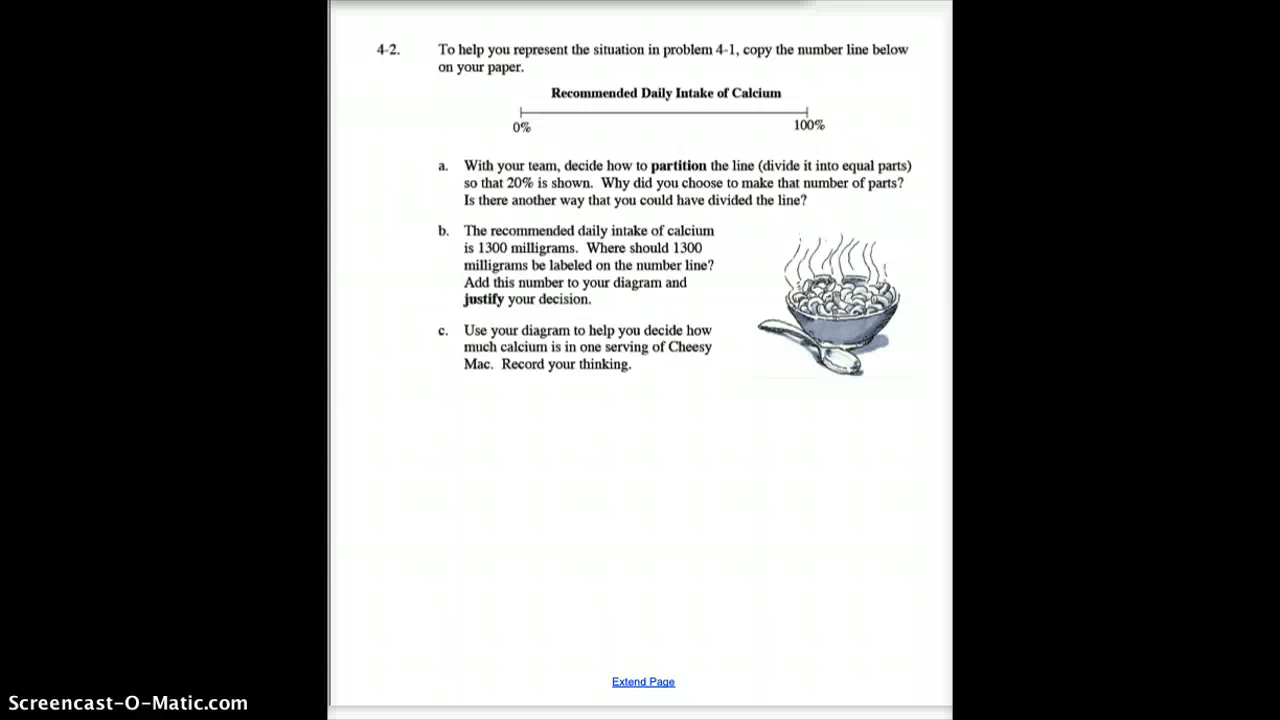 4-2. To help you represent the situation in problem 4-1, copy the number line below
on your paper.
Recommended Daily Intake of Calcium
0% 100%
a. With your team, decide how to partition the line (divide it into equal parts)
so that 20% is shown. Why did you choose to make that number of parts?
Is there another way that you could have divided the line?
b. The recommended daily intake of calcium
is 1300 milligrams. Where should 1300
milligrams be labeled on the number line?
Add this number to your diagram and
justify your decision.
c. Use your diagram to help you decide how
much calcium is in one serving of Cheesy
Mac. Record your thinking.
Extend Page
Screencast-O-Matic.com